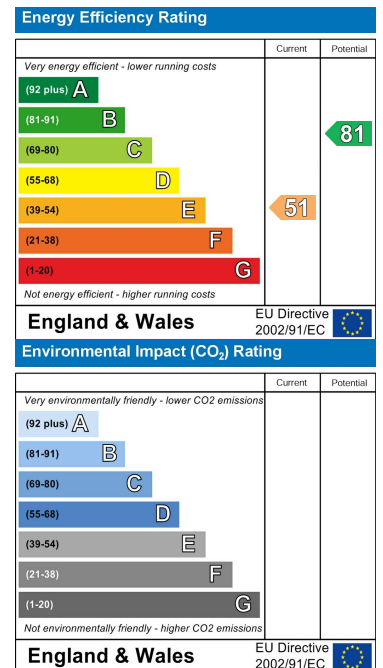 Energy Efficiency Rating
Current Potential
Very energy efficient - lower running costs
(92 plus) A
(81-91) B
81
(69-80) C
(55-68) D
(39-54) E
51
(21-38) F
(1-20) G
Not energy efficient - higher running costs
England & Wales
EU Directive
2002/91/EC
Environmental Impact (CO₂) Rating
Current Potential
Very environmentally friendly - lower CO2 emissions
(92 plus) A
(81-91) B
(69-80) C
(55-68) D
(39-54) E
(21-38) F
(1-20) G
Not environmentally friendly - higher CO2 emissions
England & Wales
EU Directive
2002/91/EC